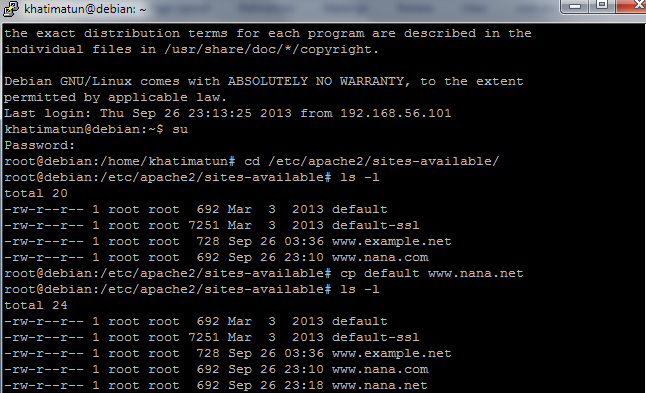 khatimatun@debian: ~
the exact distribution terms for each program are described in the
individual files in /usr/share/doc/*/copyright.
Debian GNU/Linux comes with ABSOLUTELY NO WARRANTY, to the extent
permitted by applicable law.
Last login: Thu Sep 26 23:13:25 2013 from 192.168.56.101
khatimatun@debian:~$ su
Password:
root@debian:/home/khatimatun# cd /etc/apache2/sites-available/
root@debian:/etc/apache2/sites-available# ls -l
total 20
-rw-r--r-- 1 root root  692 Mar  3  2013 default
-rw-r--r-- 1 root root 7251 Mar  3  2013 default-ssl
-rw-r--r-- 1 root root  728 Sep 26 03:36 www.example.net
-rw-r--r-- 1 root root  692 Sep 26 23:10 www.nana.com
root@debian:/etc/apache2/sites-available# cp default www.nana.net
root@debian:/etc/apache2/sites-available# ls -l
total 24
-rw-r--r-- 1 root root  692 Mar  3  2013 default
-rw-r--r-- 1 root root 7251 Mar  3  2013 default-ssl
-rw-r--r-- 1 root root  728 Sep 26 03:36 www.example.net
-rw-r--r-- 1 root root  692 Sep 26 23:10 www.nana.com
-rw-r--r-- 1 root root  692 Sep 26 23:18 www.nana.net